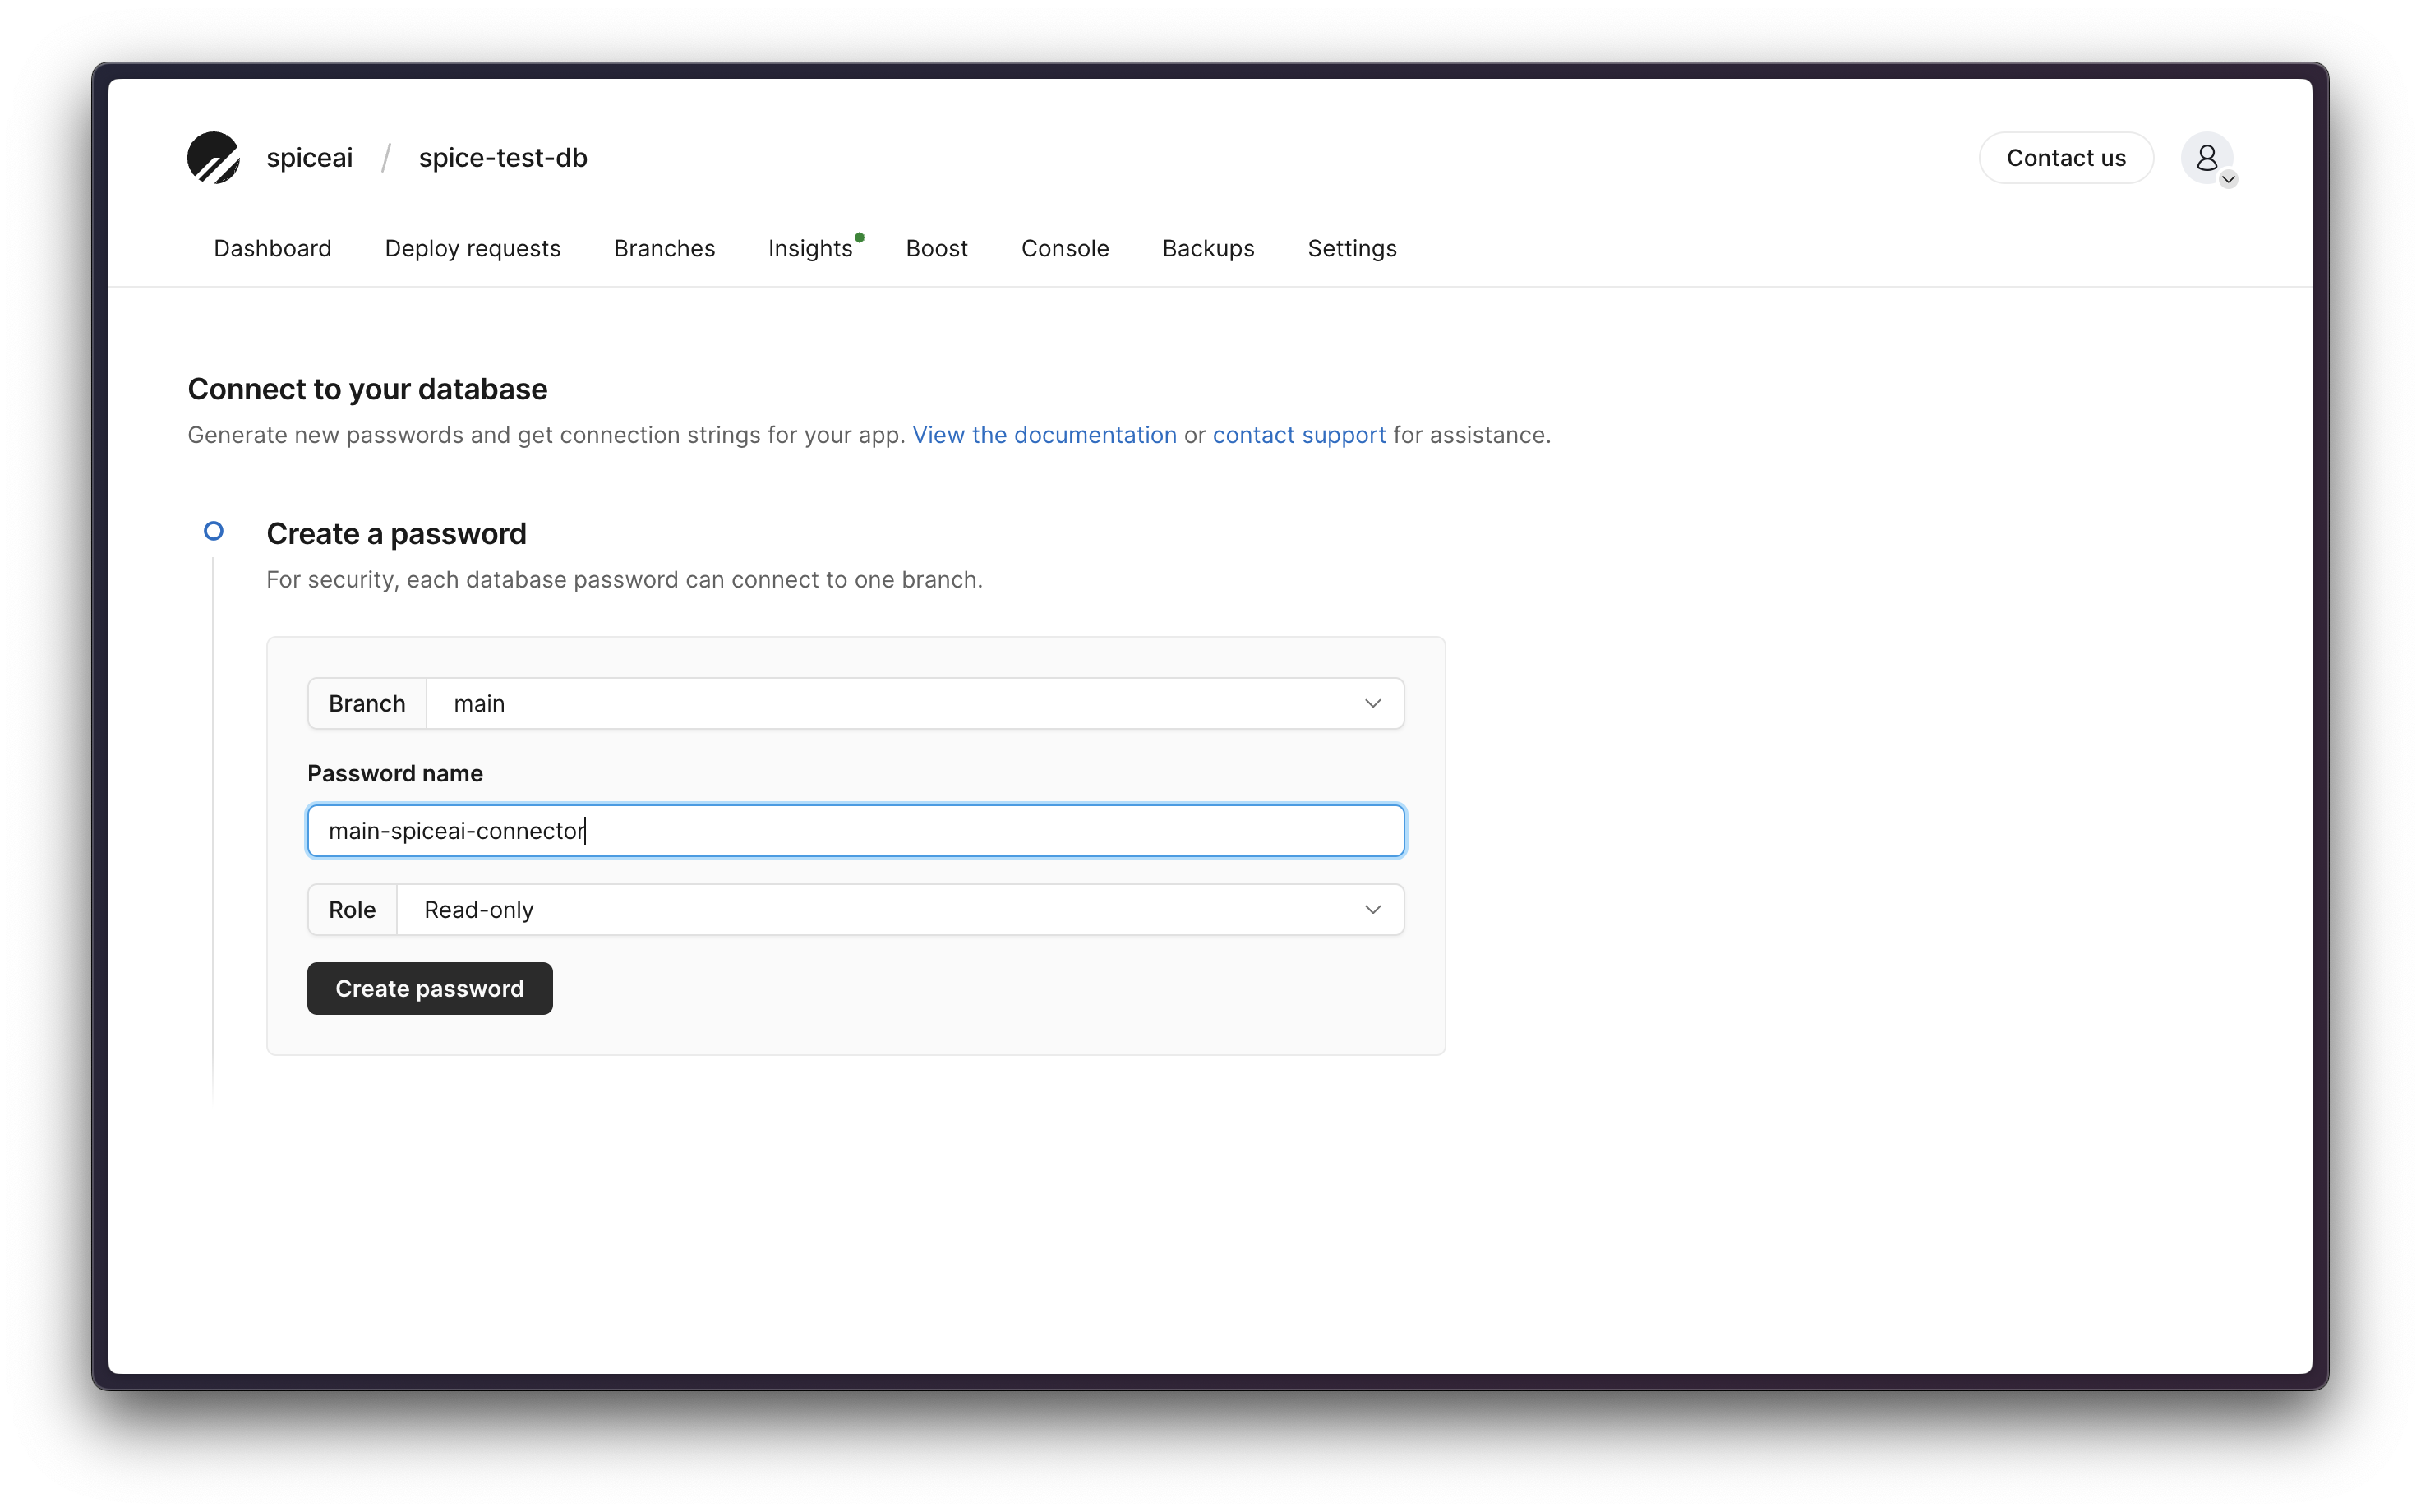 spiceai / spice-test-db
Contact us
Dashboard Deploy requests Branches Insights Boost Console Backups Settings
Connect to your database
Generate new passwords and get connection strings for your app. View the documentation or contact support for assistance.
Create a password
For security, each database password can connect to one branch.
Branch main
Password name
main-spiceai-connector
Role Read-only
Create password